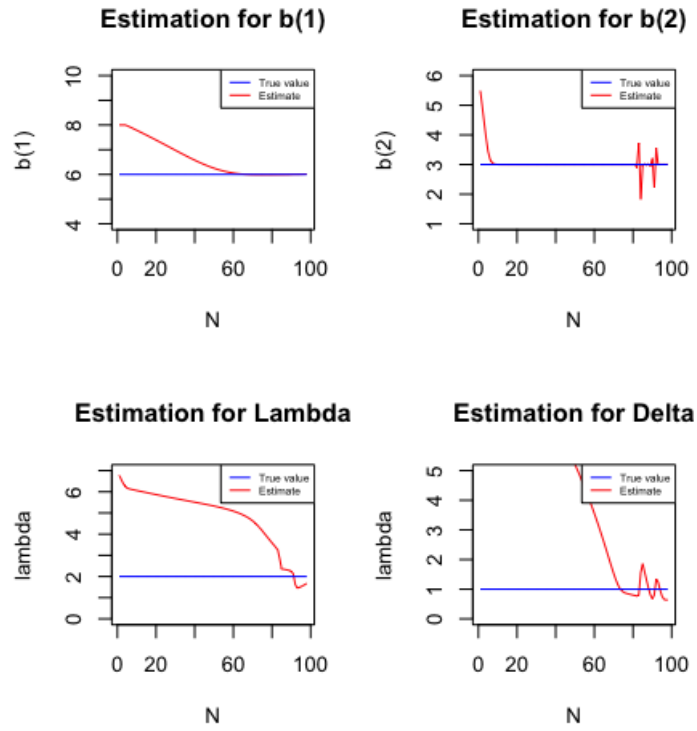 Estimation for b(1)
b(1)
10
8
6
4
True value
Estimate
0 20 60 100
N
Estimation for b(2)
b(2)
6
5
4
3
2
1
True value
Estimate
0 20 60 100
N
Estimation for Lambda
lambda
6
4
2
0
True value
Estimate
0 20 60 100
N
Estimation for Delta
lambda
5
4
3
2
1
0
True value
Estimate
0 20 60 100
N